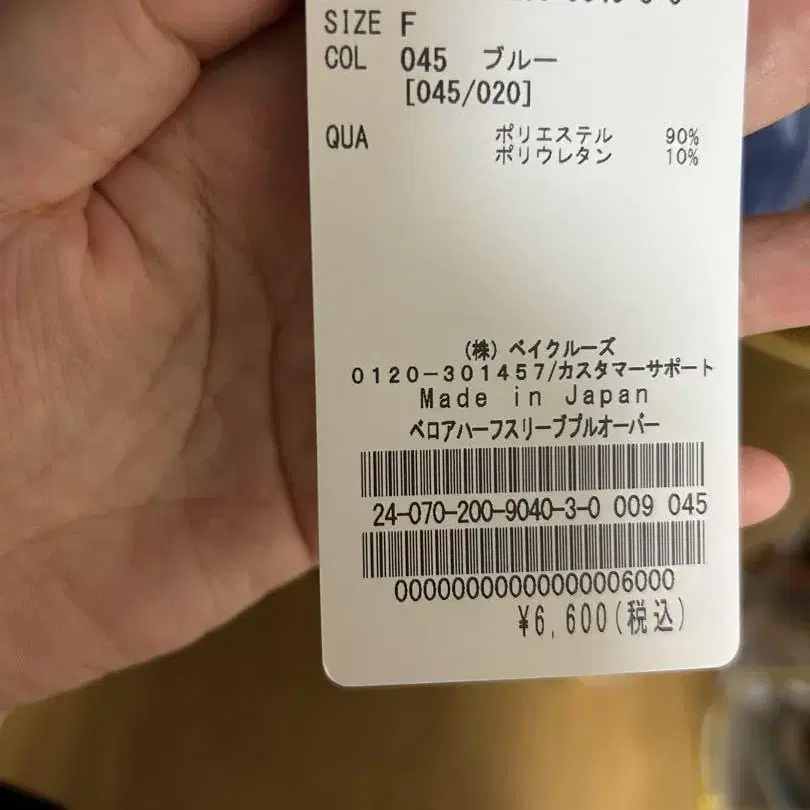 SIZE F
COL 045 ブルー
[045/020]
QUA ポリエステル 90%
ポリウレタン 10%
(株) ベイクルーズ
0120-301457/カスタマーサポート
Made in Japan
ベロアハーフスリーブプルオーバー
24-070-200-9040-3-0 009 045
00000000000000006000
¥6,600(税込)